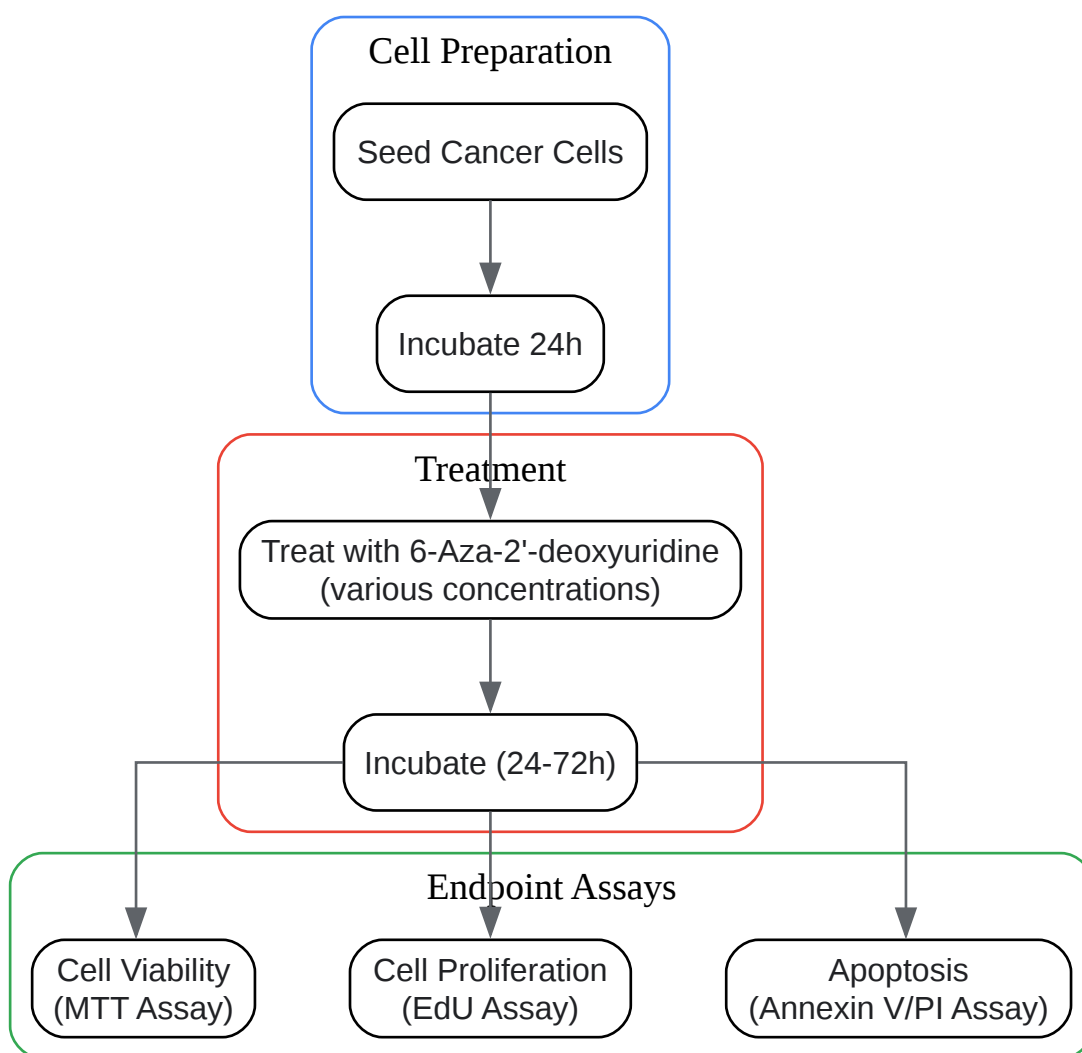 Cell Preparation
Seed Cancer Cells
Incubate 24h
Treatment
Treat with 6-Aza-2'-deoxyuridine
(various concentrations)
Incubate (24-72h)
Endpoint Assays
Cell Viability
(MTT Assay)
Cell Proliferation
(EdU Assay)
Apoptosis
(Annexin V/PI Assay)